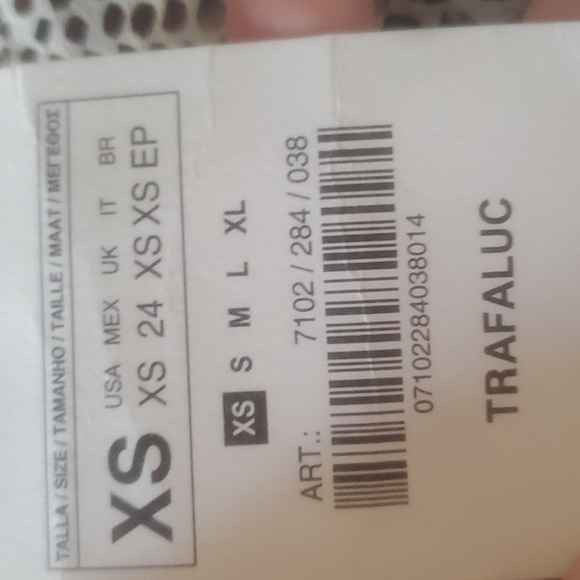 TALLA / SIZE / TAMANHO / TAILLE / MAAT / ΜΕΓΕΘΟΣ
XS
USA MEX UK IT BR
XS 24 XS XS EP
XS S M L XL
ART.: 7102 / 284 / 038
07102284038014
TRAFALUC